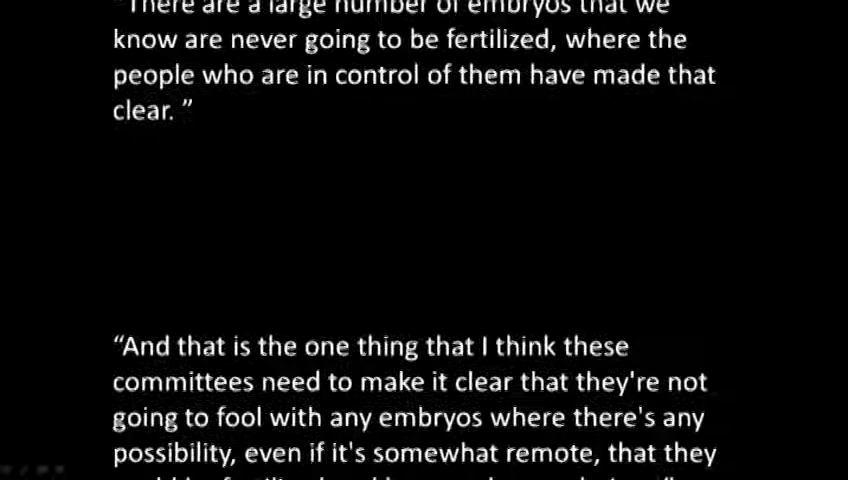 "There are a large number of embryos that we
know are never going to be fertilized, where the
people who are in control of them have made that
clear. ”
“And that is the one thing that I think these
committees need to make it clear that they're not
going to fool with any embryos where there's any
possibility, even if it's somewhat remote, that they